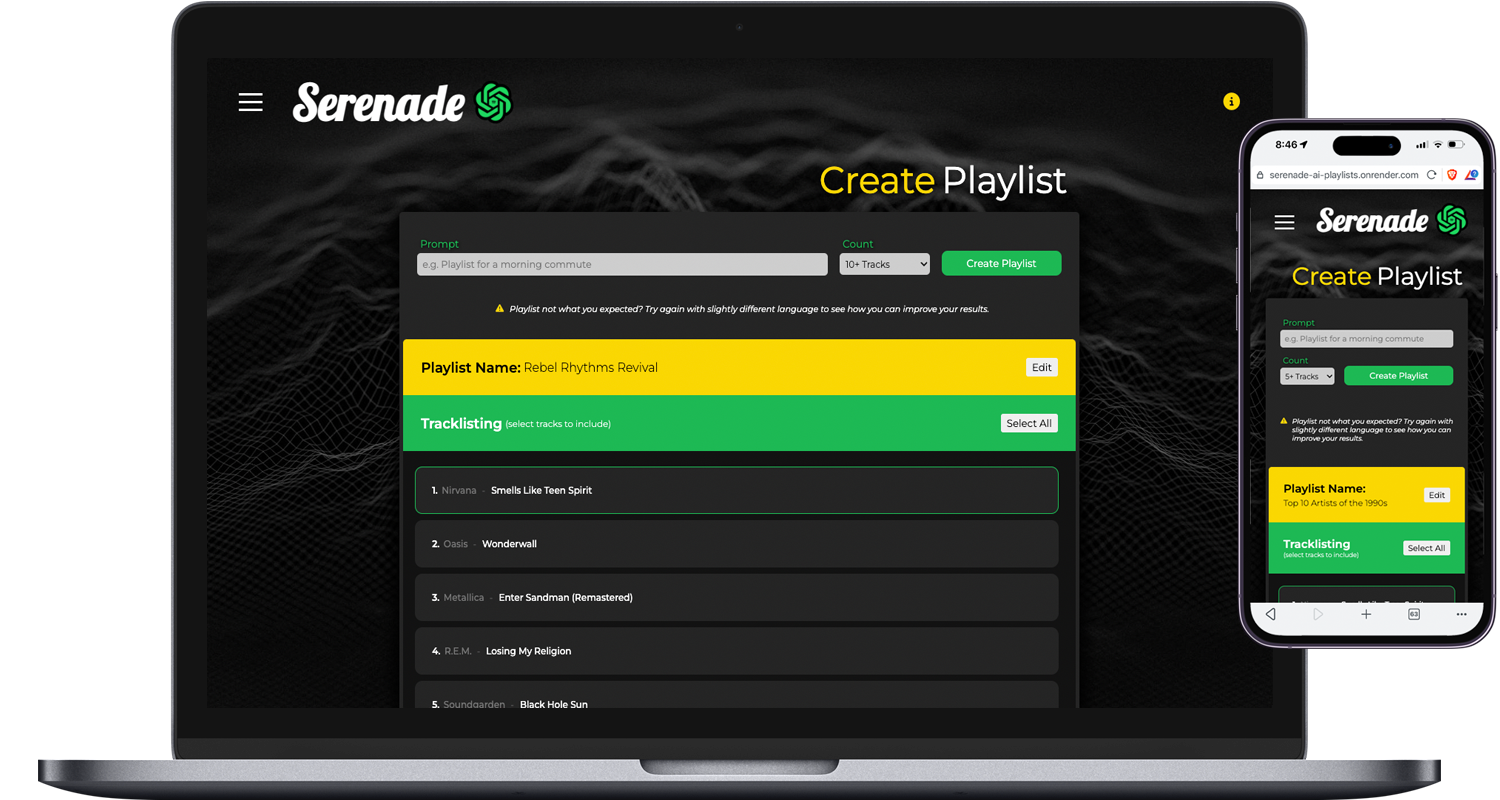 Serenade
Create Playlist
Prompt
Count
e.g. Playlist for a morning commute
10+ Tracks
Create Playlist
Playlist not what you expected? Try again with slightly different language to see how you can improve your results.
Playlist Name: Rebel Rhythms Revival
Edit
Tracklisting (select tracks to include)
Select All
1. Nirvana - Smells Like Teen Spirit
2. Oasis - Wonderwall
3. Metallica - Enter Sandman (Remastered)
4. R.E.M. - Losing My Religion
5. Soundgarden - Black Hole Sun
8:46
serenade-ai-playlists.onrender.com
Serenade
Create Playlist
Prompt
e.g. Playlist for a morning commute
Count
5+ Tracks
Create Playlist
Playlist not what you expected? Try again with
slightly different language to see how you can
improve your results.
Playlist Name:
Top 10 Artists of the 1990s
Edit
Tracklisting
(select tracks to include)
Select All
63